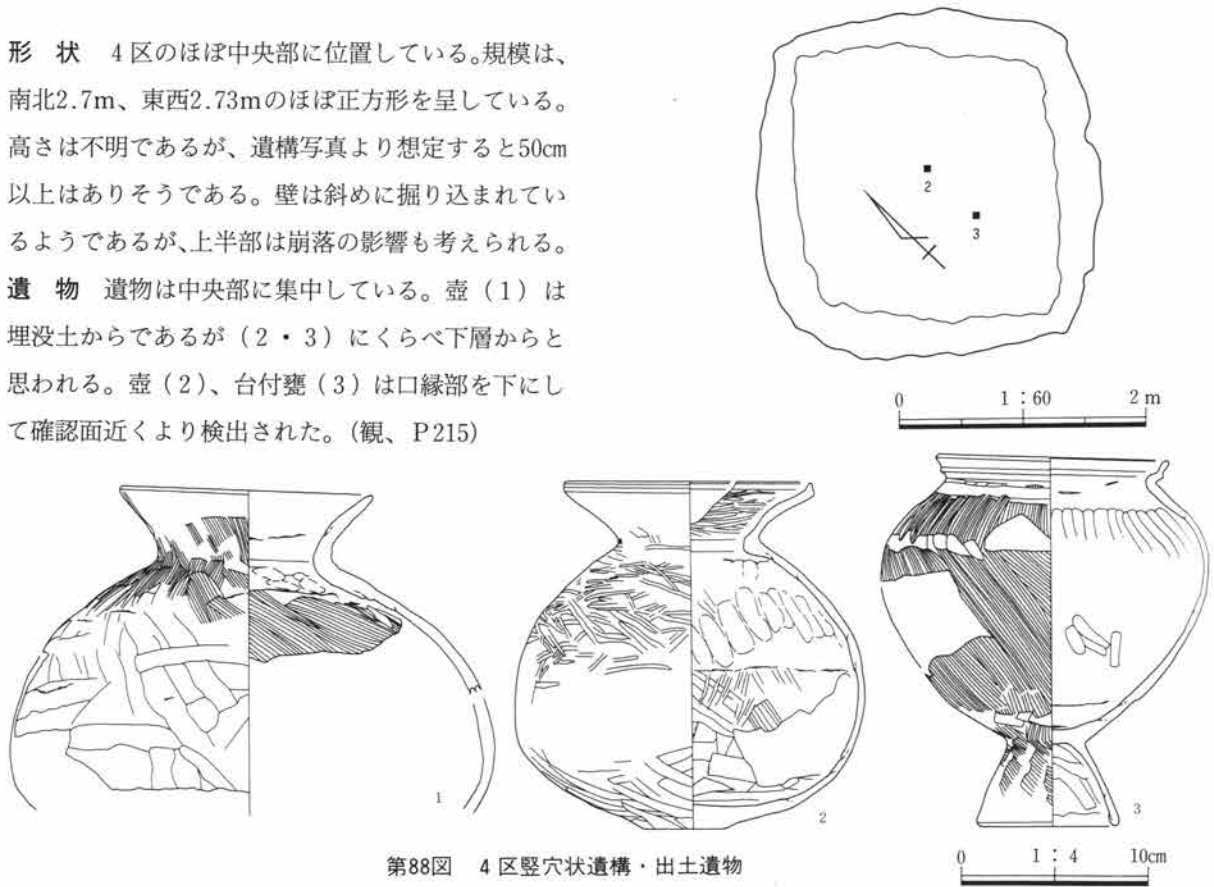 形　状　4区のほぼ中央部に位置している。規模は、
南北2.7m、東西2.73mのほぼ正方形を呈している。
高さは不明であるが、遺構写真より想定すると50cm
以上はありそうである。壁は斜めに掘り込まれてい
るようであるが、上半部は崩落の影響も考えられる。
遺　物　遺物は中央部に集中している。壺（1）は
埋没土からであるが（2・3）にくらべ下層からと
思われる。壺（2）、台付甕（3）は口縁部を下にし
て確認面近くより検出された。（観、P215）
2
3
0　1：60　2m
1
2
3
第88図　4区竪穴状遺構・出土遺物
0　1：4　10cm